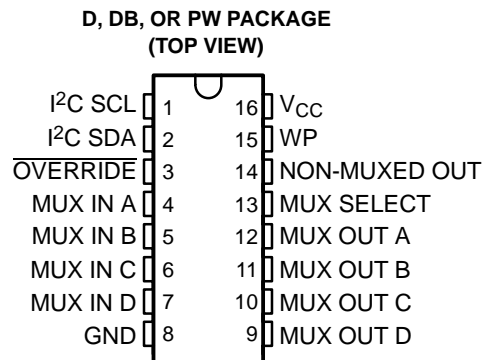 D, DB, OR PW PACKAGE
(TOP VIEW)
I²C SCL 1 16 VCC
I²C SDA 2 15 WP
OVERRIDE 3 14 NON-MUXED OUT
MUX IN A 4 13 MUX SELECT
MUX IN B 5 12 MUX OUT A
MUX IN C 6 11 MUX OUT B
MUX IN D 7 10 MUX OUT C
GND 8 9 MUX OUT D